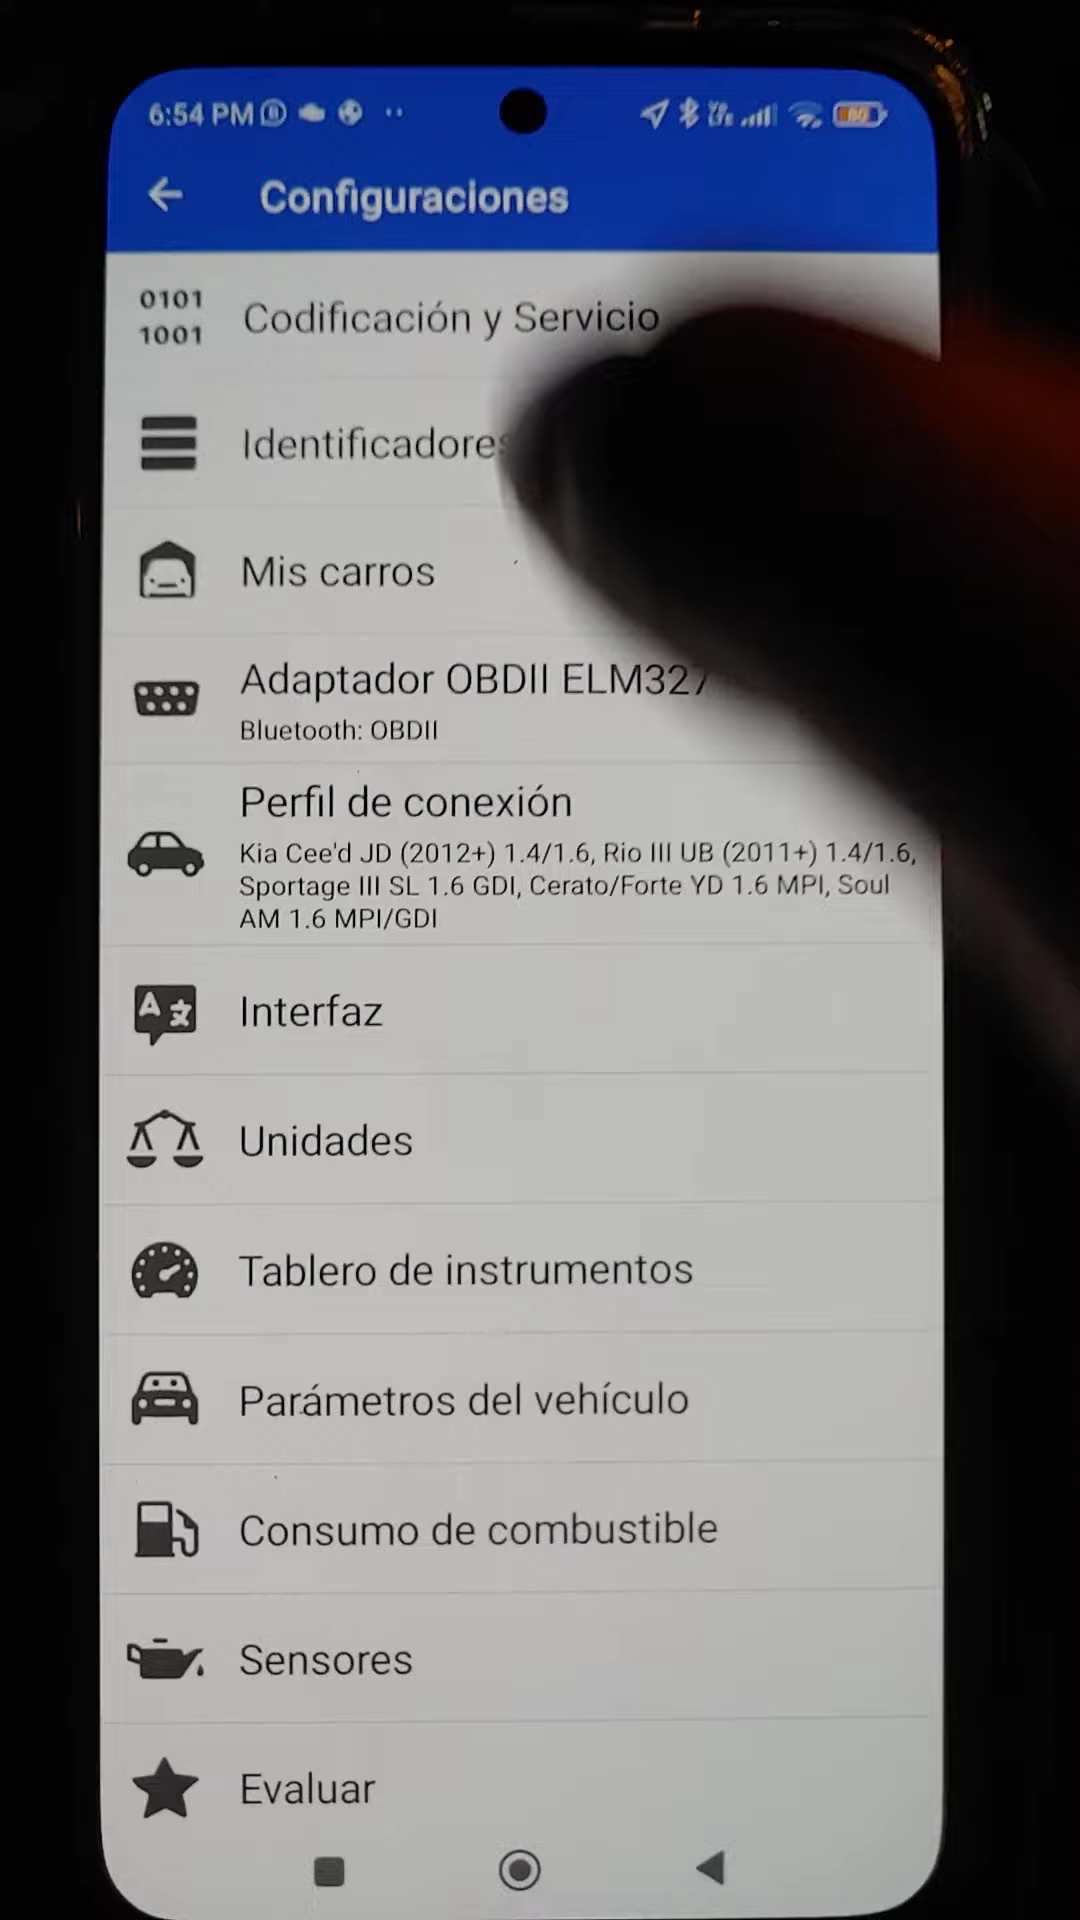 6:54 PM
Configuraciones
0101
1001
Codificación y Servicio
Identificadores
Mis carros
Adaptador OBDII ELM327
Bluetooth: OBDII
Perfil de conexión
Kia Cee'd JD (2012+) 1.4/1.6, Rio III UB (2011+) 1.4/1.6,
Sportage III SL 1.6 GDI, Cerato/Forte YD 1.6 MPI, Soul
AM 1.6 MPI/GDI
Interfaz
Unidades
Tablero de instrumentos
Parámetros del vehículo
Consumo de combustible
Sensores
Evaluar